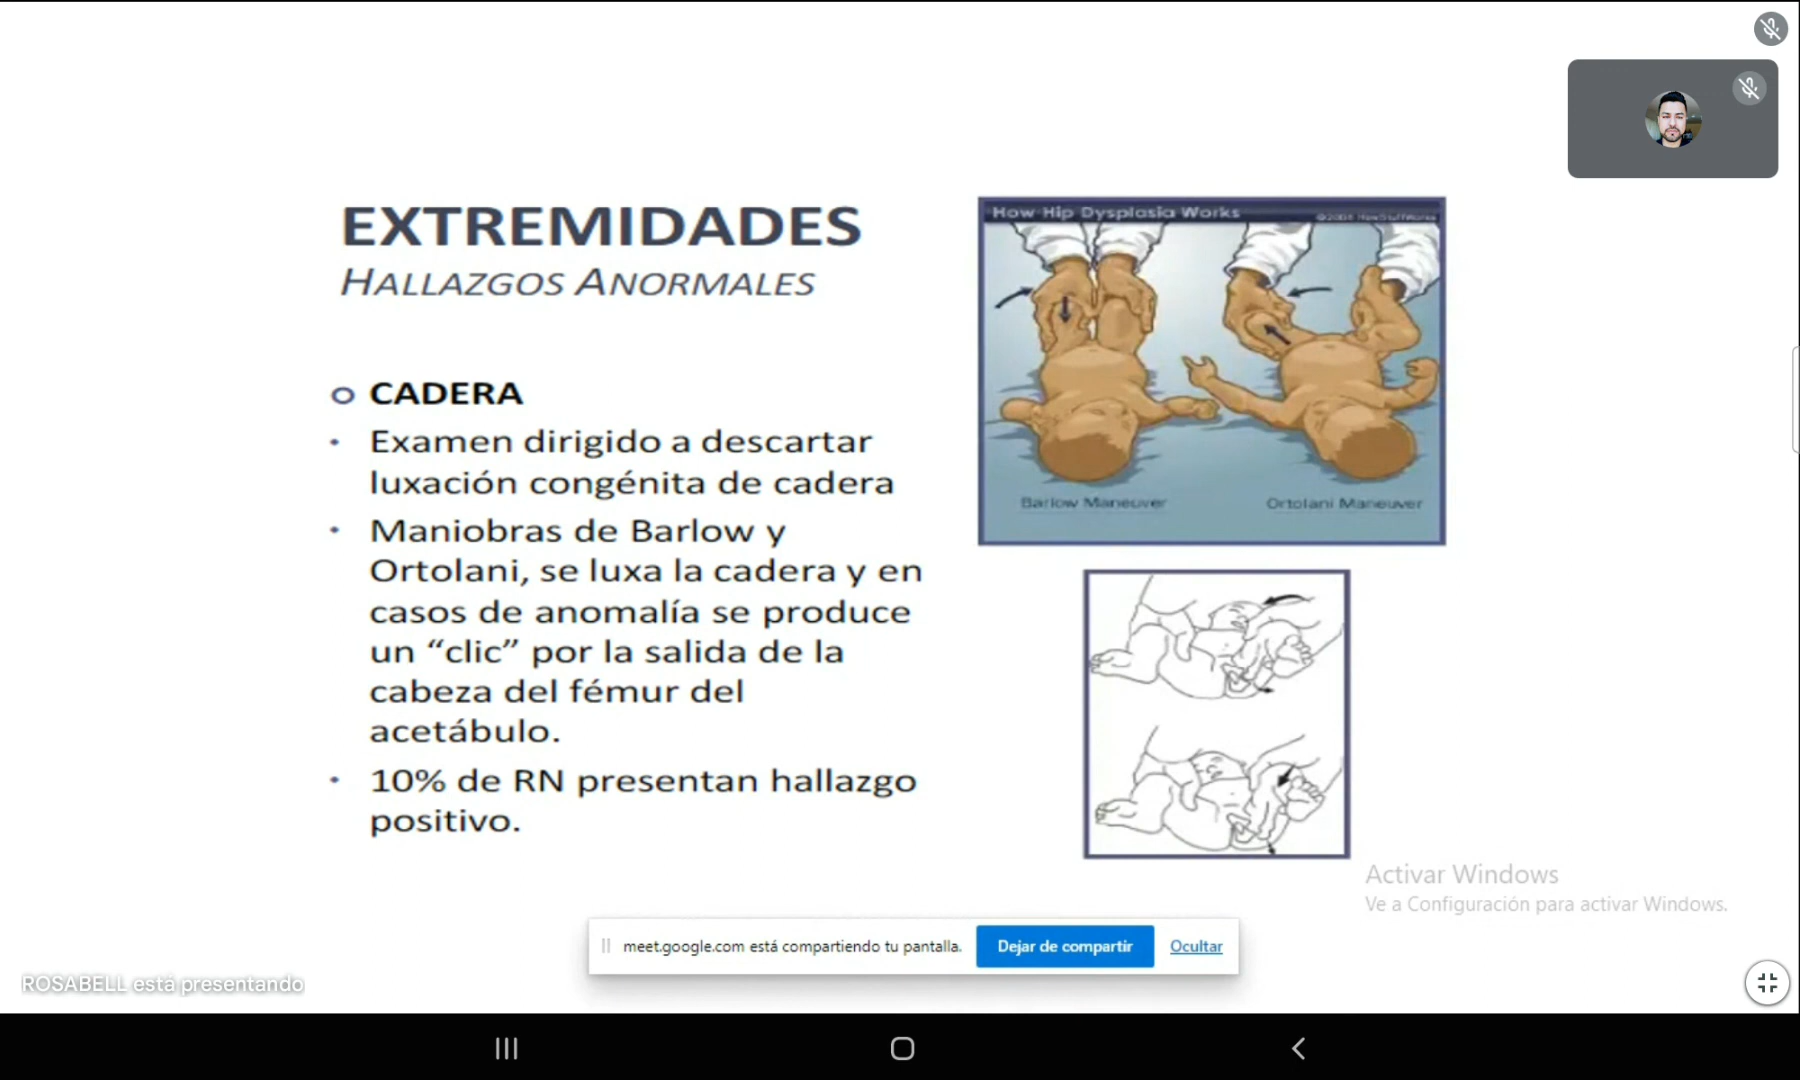 EXTREMIDADES
HALLAZGOS ANORMALES
CADERA
Examen dirigido a descartar
luxación congénita de cadera
Maniobras de Barlow y
Ortolani, se luxa la cadera y en
casos de anomalía se produce
un “clic” por la salida de la
cabeza del fémur del
acetábulo.
10% de RN presentan hallazgo
positivo.
How Hip Dysplasia Works
Barlow Maneuver
Ortolani Maneuver
Activar Windows
Ve a Configuración para activar Windows.
meet.google.com está compartiendo tu pantalla.
Dejar de compartir
Ocultar
ROSABELL está presentando